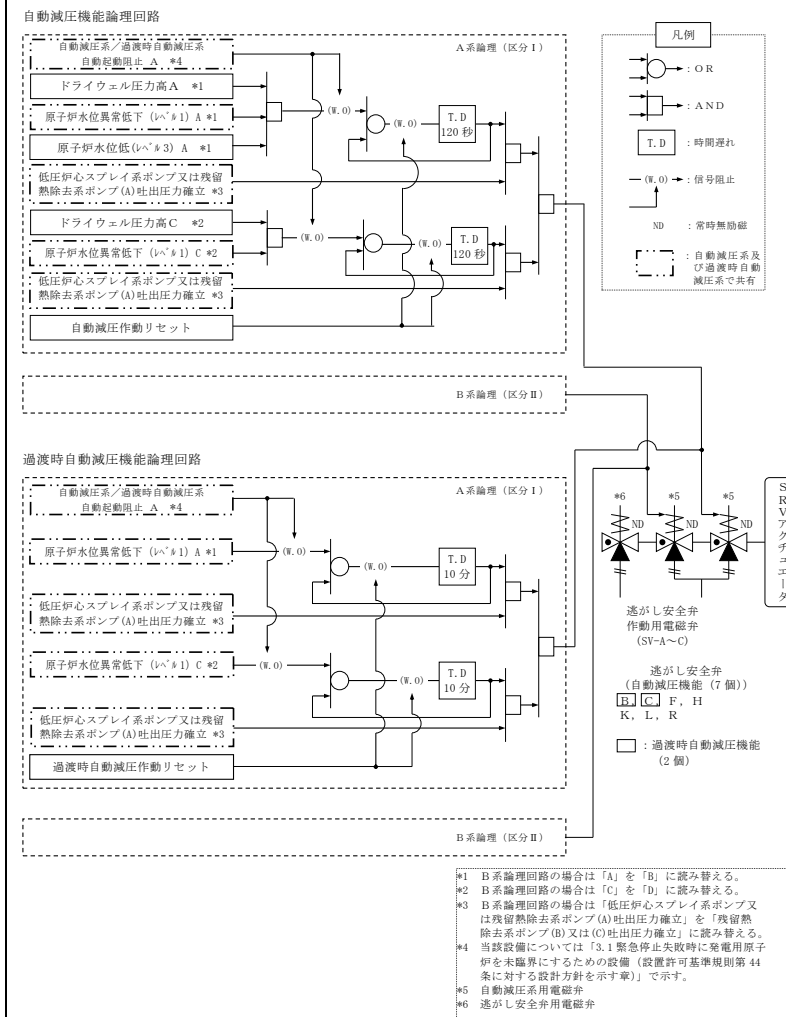 自動減圧機能論理回路
A系論理（区分Ⅰ）
自動減圧系／過渡時自動減圧系
自動起動阻止 A *4
ドライウェル圧力高A *1
原子炉水位異常低下（ﾚﾍﾞﾙ1）A *1
原子炉水位低（ﾚﾍﾞﾙ3）A *1
低圧炉心スプレイ系ポンプ又は残留
熱除去系ポンプ(A)吐出圧力確立 *3
ドライウェル圧力高C *2
原子炉水位異常低下（ﾚﾍﾞﾙ1）C *2
低圧炉心スプレイ系ポンプ又は残留
熱除去系ポンプ(A)吐出圧力確立 *3
自動減圧作動リセット
(W.O)
(W.O)
T.D
120秒
(W.O)
(W.O)
T.D
120秒
B系論理（区分Ⅱ）
凡例
：OR
：AND
T.D ：時間遅れ
(W.O) ：信号阻止
ND ：常時無励磁
：自動減圧系及
び過渡時自動
減圧系で共有
過渡時自動減圧機能論理回路
A系論理（区分Ⅰ）
自動減圧系／過渡時自動減圧系
自動起動阻止 A *4
原子炉水位異常低下（ﾚﾍﾞﾙ1）A *1
低圧炉心スプレイ系ポンプ又は残留
熱除去系ポンプ(A)吐出圧力確立 *3
原子炉水位異常低下（ﾚﾍﾞﾙ1）C *2
低圧炉心スプレイ系ポンプ又は残留
熱除去系ポンプ(A)吐出圧力確立 *3
過渡時自動減圧作動リセット
(W.O)
(W.O)
T.D
10分
(W.O)
(W.O)
T.D
10分
B系論理（区分Ⅱ）
*6 *5 *5
ND ND ND
SRVアクチュエータ
逃がし安全弁
作動用電磁弁
(SV-A～C)
逃がし安全弁
(自動減圧機能（7個）)
B，C，F，H
K，L，R
：過渡時自動減圧機能
（2個）
*1 B系論理回路の場合は「A」を「B」に読み替える。
*2 B系論理回路の場合は「C」を「D」に読み替える。
*3 B系論理回路の場合は「低圧炉心スプレイ系ポンプ又
は残留熱除去系ポンプ(A)吐出圧力確立」を「残留熱
除去系ポンプ(B)又は(C)吐出圧力確立」に読み替える。
*4 当該設備については「3.1 緊急停止失敗時に発電用原子
炉を未臨界にするための設備（設置許可基準規則第 44
条に対する設計方針を示す章）」で示す。
*5 自動減圧系用電磁弁
*6 逃がし安全弁用電磁弁